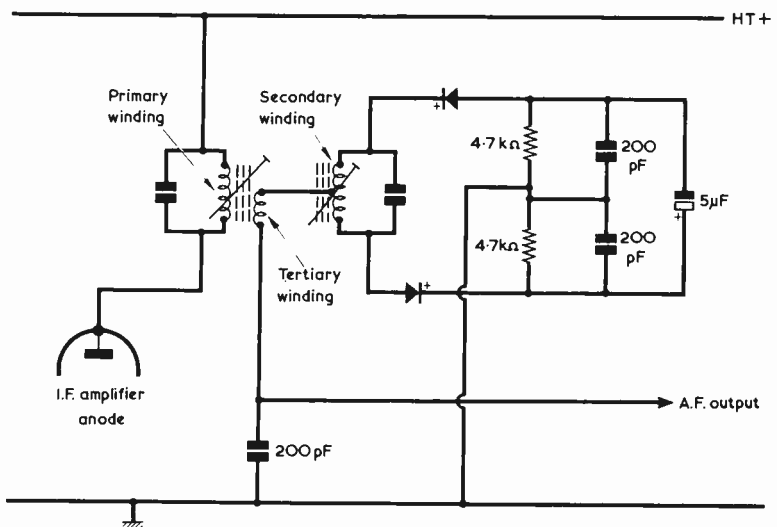 HT+
Primary
winding
Secondary
winding
4·7kΩ
200
pF
5µF
+
+
4·7kΩ
200
pF
+
Tertiary
winding
I.F. amplifier
anode
A.F. output
200pF